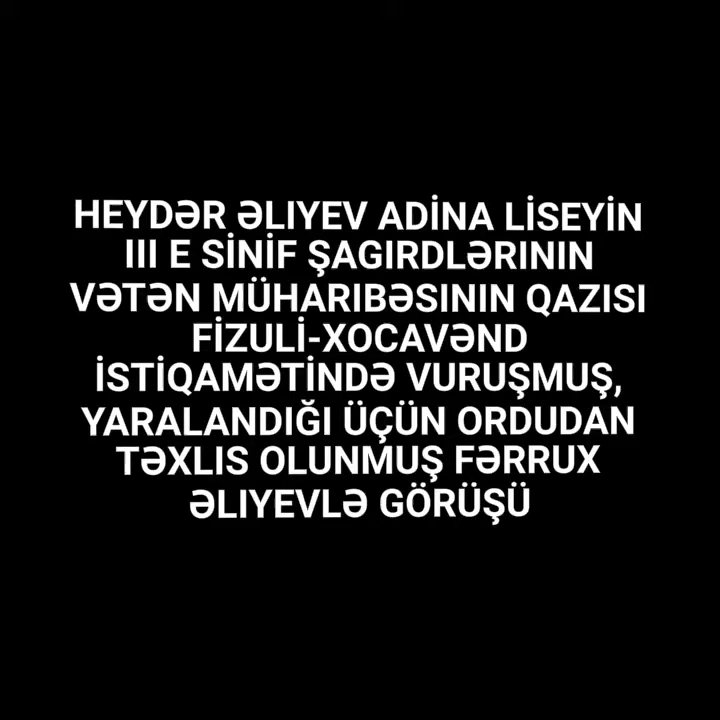 HEYDƏR ƏLIYEV ADİNA LİSEYİN
III E SİNİF ŞAGIRDLƏRININ
VƏTƏN MÜHARIBƏSININ QAZISI
FİZULİ-XOCAVƏND
İSTİQAMƏTİNDƏ VURUŞMUŞ,
YARALANDIĞI ÜÇÜN ORDUDAN
TƏXLIS OLUNMUŞ FƏRRUX
ƏLIYEVLƏ GÖRÜŞÜ